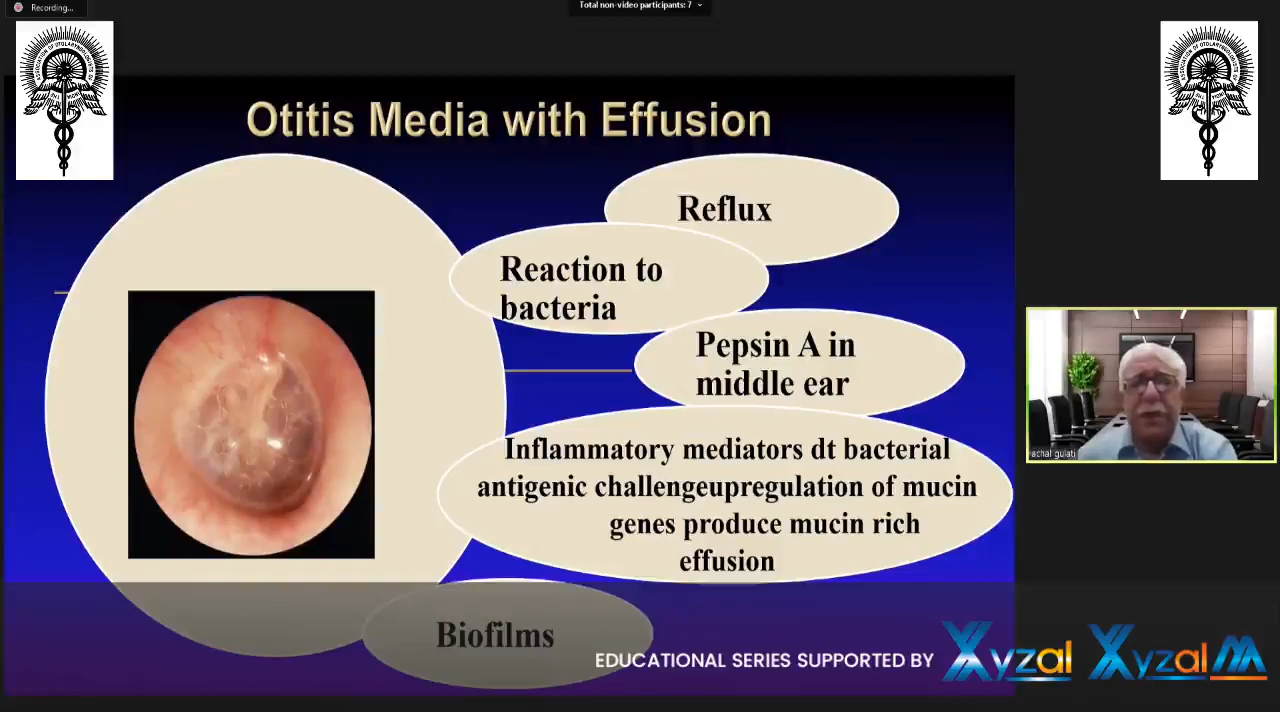 Recording...
Total non-video participants: 7
Otitis Media with Effusion
Reflux
Reaction to
bacteria
Pepsin A in
middle ear
Inflammatory mediators dt bacterial
antigenic challengeupregulation of mucin
genes produce mucin rich
effusion
Biofilms
achal gulati
EDUCATIONAL SERIES SUPPORTED BY
Xyzal
Xyzal M